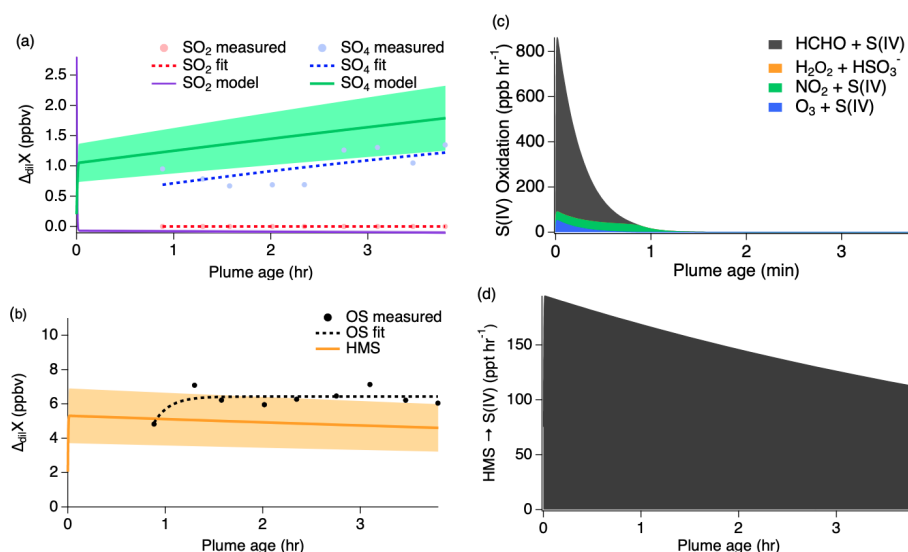 (a)
SO₂ measured
SO₄ measured
SO₂ fit
SO₄ fit
SO₂ model
SO₄ model
2.5
2.0
1.5
1.0
0.5
0.0
Δ_dil X (ppbv)
0
1
2
3
Plume age (hr)
(c)
HCHO + S(IV)
H₂O₂ + HSO₃⁻
NO₂ + S(IV)
O₃ + S(IV)
800
600
400
200
0
S(IV) Oxidation (ppb hr⁻¹)
0
1
2
3
Plume age (min)
(b)
OS measured
OS fit
HMS
10
8
6
4
2
0
Δ_dil X (ppbv)
0
1
2
3
Plume age (hr)
(d)
150
100
50
0
HMS → S(IV) (ppt hr⁻¹)
0
1
2
3
Plume age (hr)